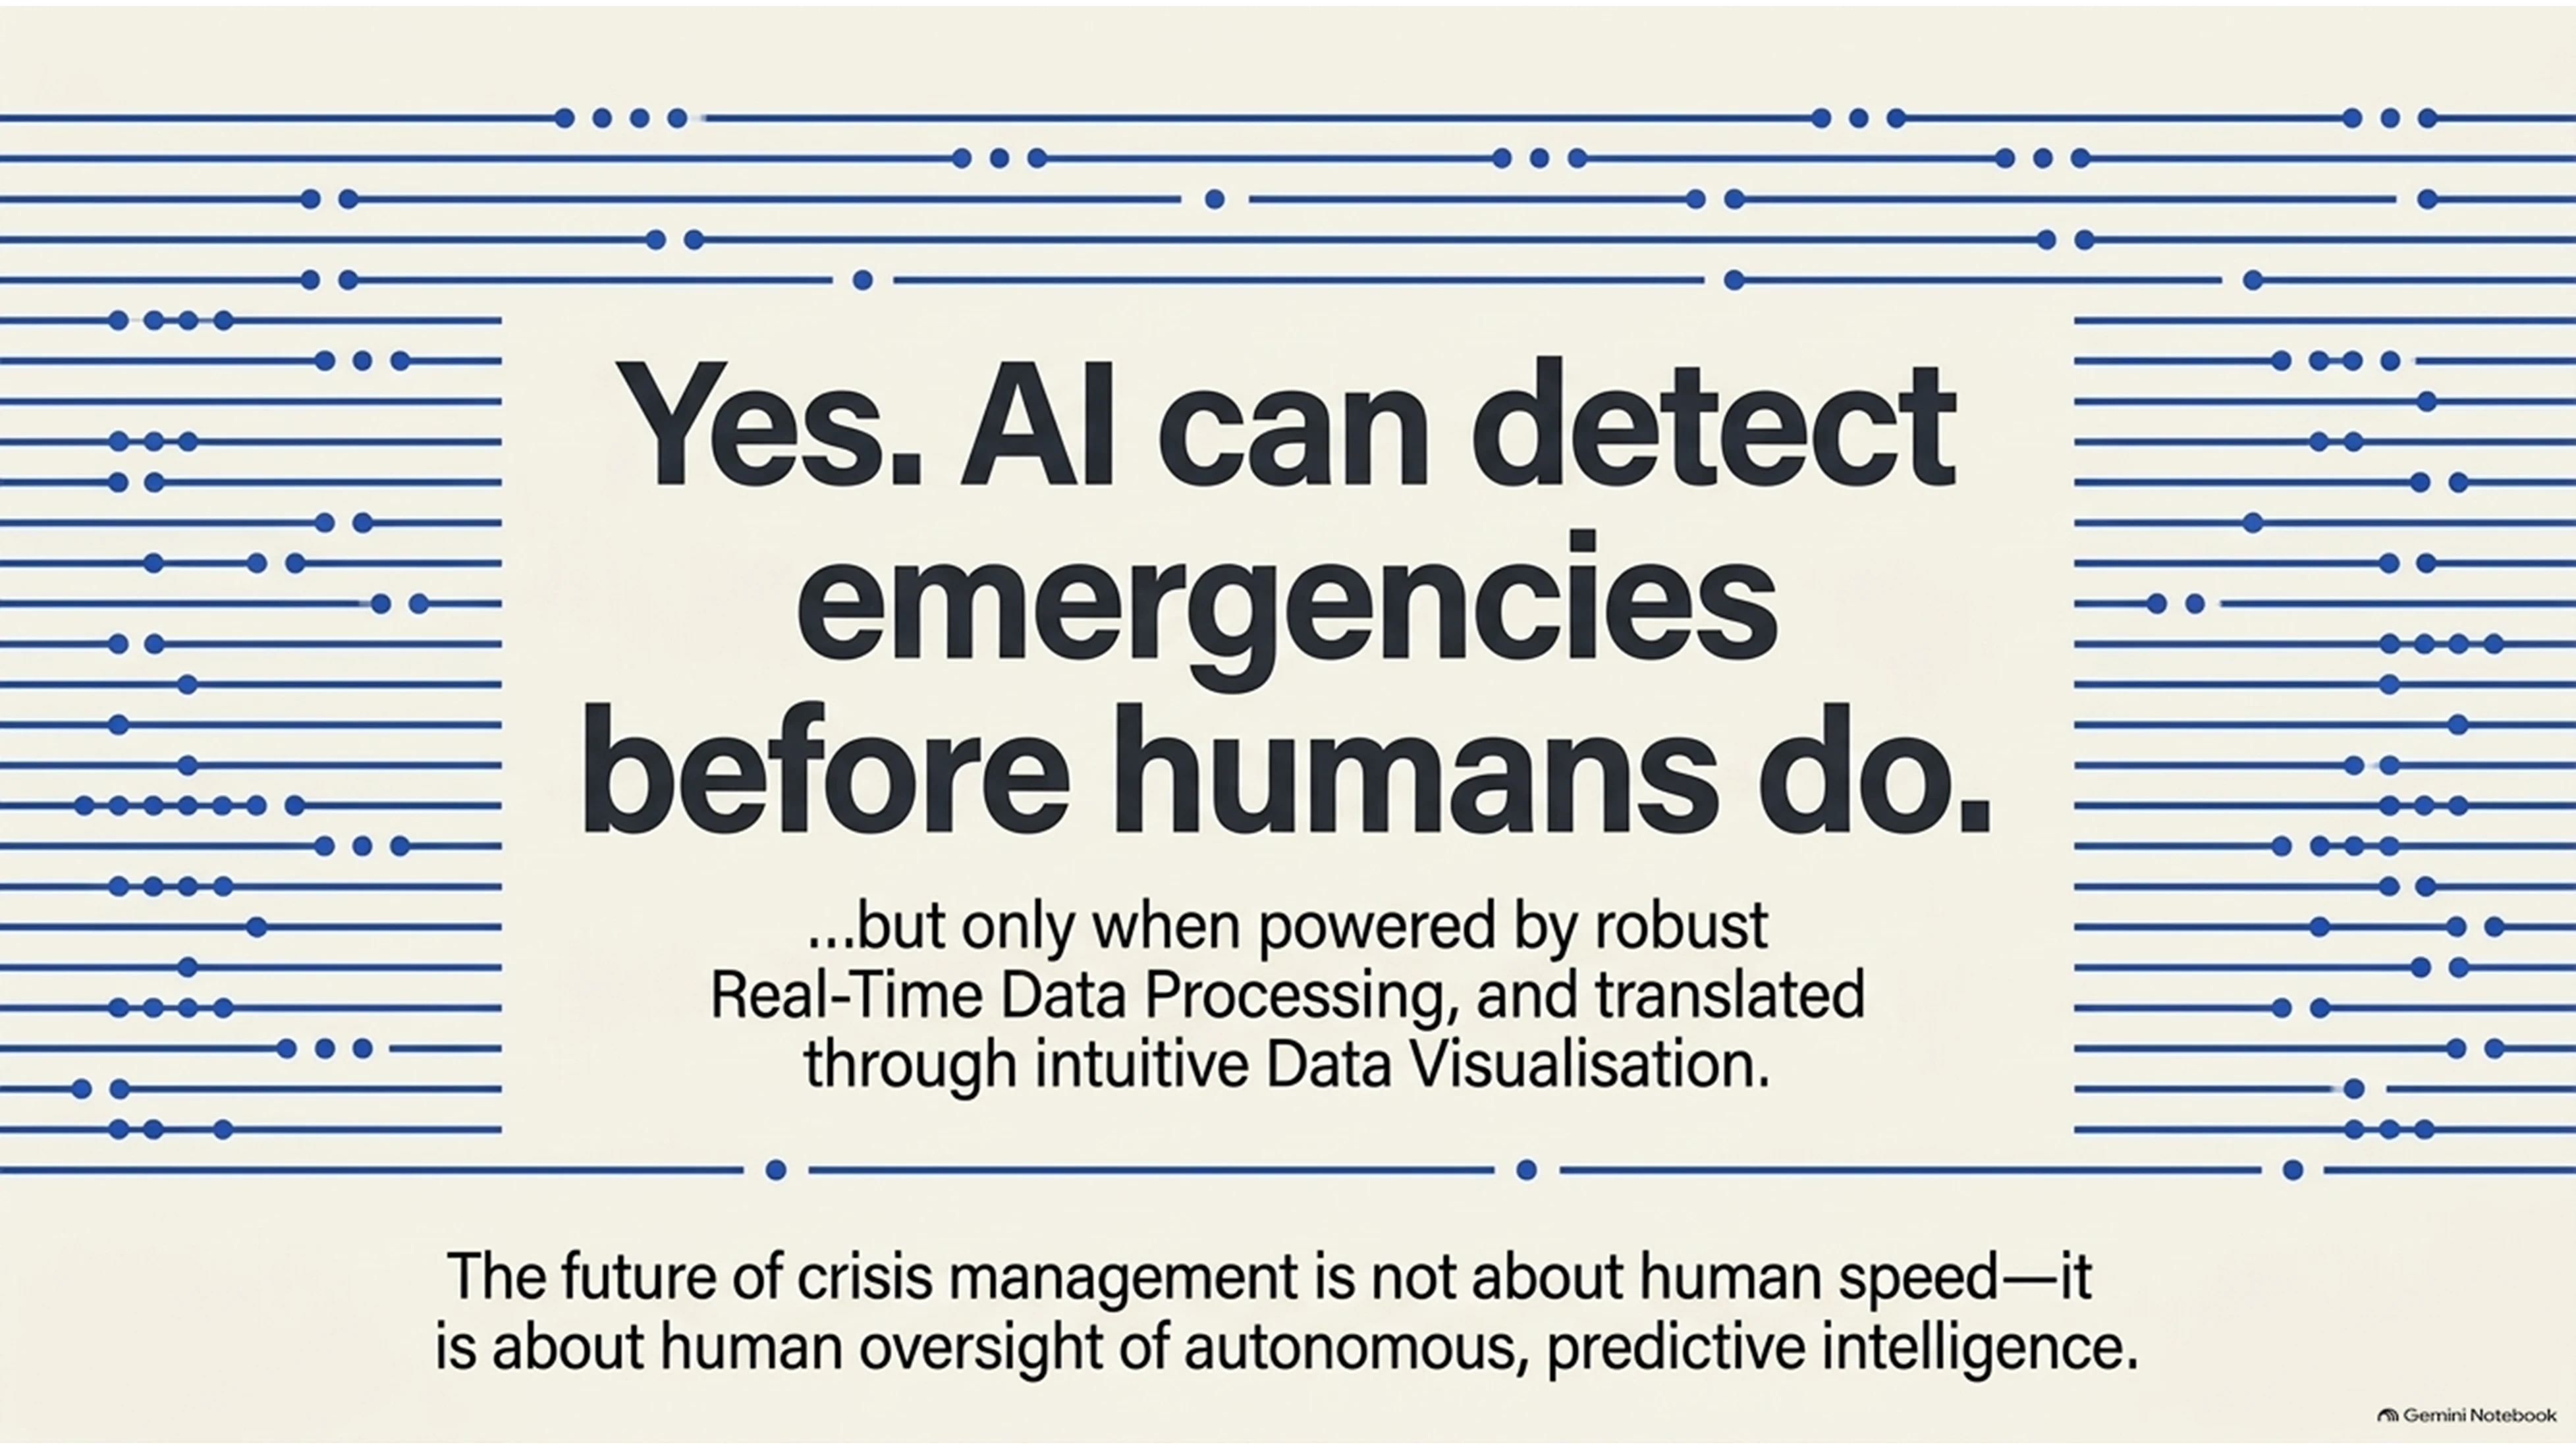 Yes. AI can detect
emergencies
before humans do.
...but only when powered by robust
Real-Time Data Processing, and translated
through intuitive Data Visualisation.
The future of crisis management is not about human speed—it
is about human oversight of autonomous, predictive intelligence.
Gemini Notebook